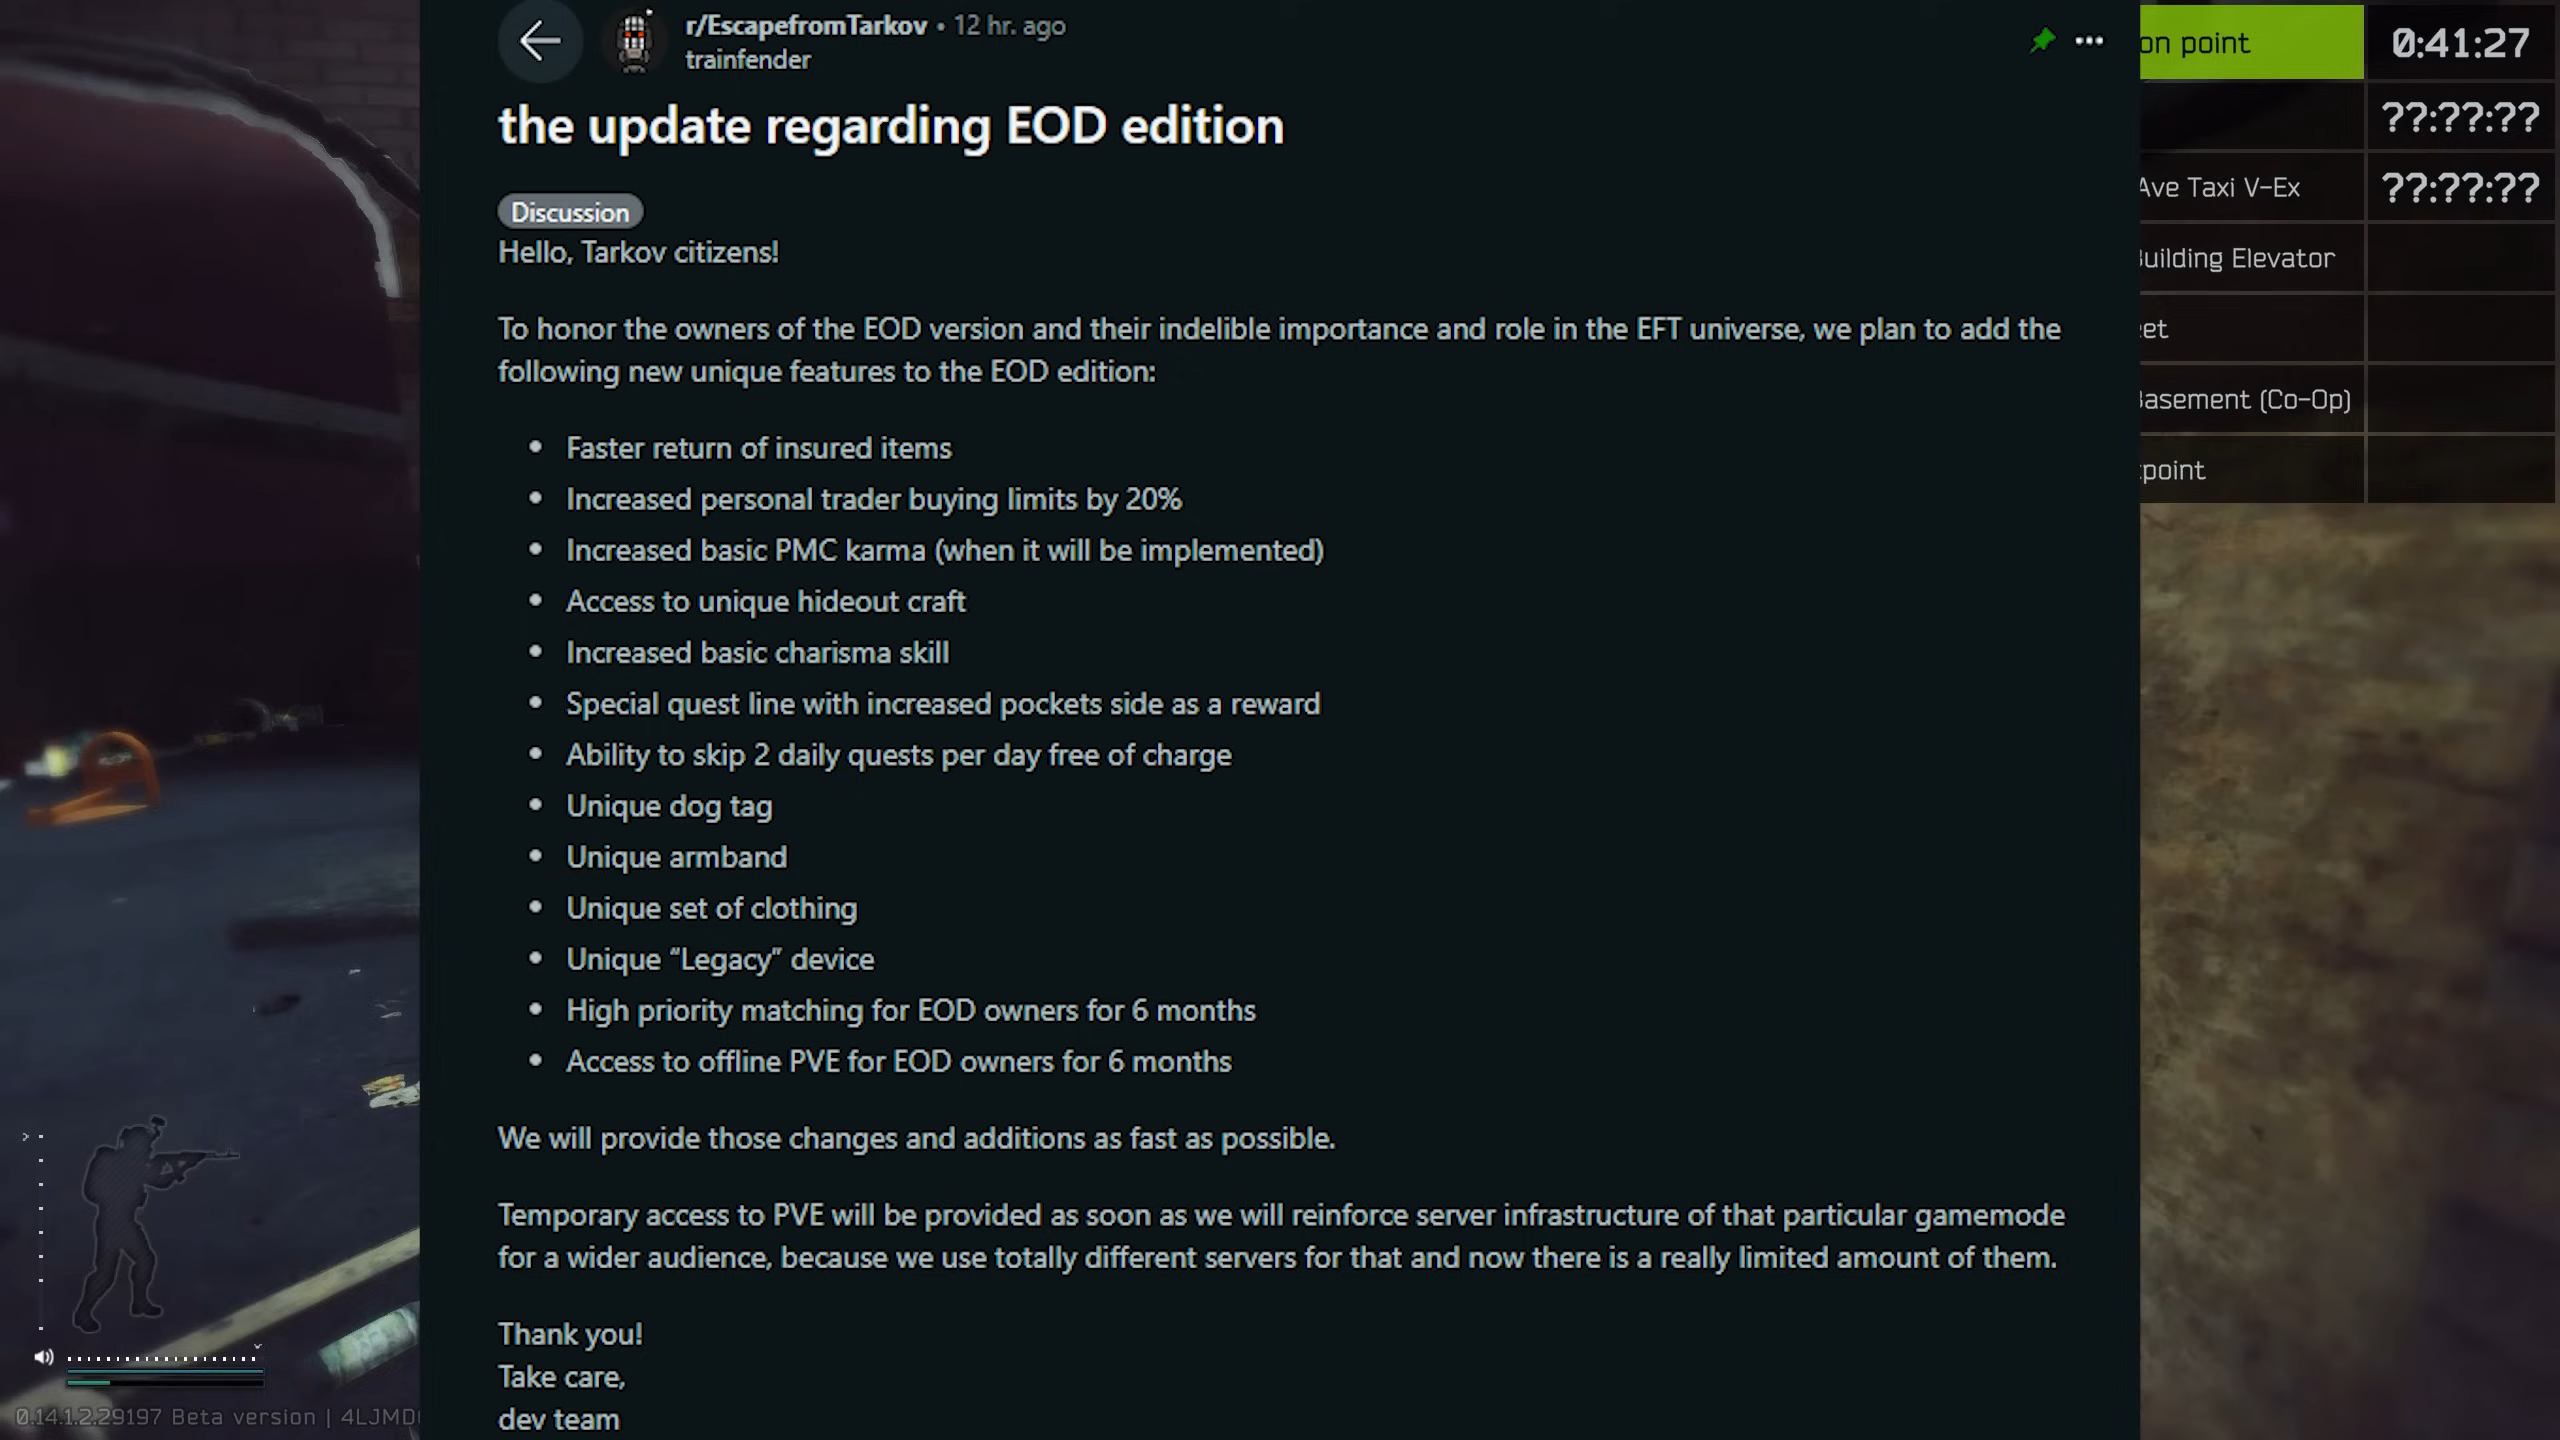 r/EscapefromTarkov • 12 hr. ago
trainfender
the update regarding EOD edition
Discussion
Hello, Tarkov citizens!
To honor the owners of the EOD version and their indelible importance and role in the EFT universe, we plan to add the
following new unique features to the EOD edition:
• Faster return of insured items
• Increased personal trader buying limits by 20%
• Increased basic PMC karma (when it will be implemented)
• Access to unique hideout craft
• Increased basic charisma skill
• Special quest line with increased pockets side as a reward
• Ability to skip 2 daily quests per day free of charge
• Unique dog tag
• Unique armband
• Unique set of clothing
• Unique “Legacy” device
• High priority matching for EOD owners for 6 months
• Access to offline PVE for EOD owners for 6 months
We will provide those changes and additions as fast as possible.
Temporary access to PVE will be provided as soon as we will reinforce server infrastructure of that particular gamemode
for a wider audience, because we use totally different servers for that and now there is a really limited amount of them.
Thank you!
Take care,
dev team
on point 0:41:27
??:??:??
Ave Taxi V-Ex ??:??:??
Building Elevator
Basement (Co-Op)
point
0.14.1.2.29197 Beta version | 4LJMD